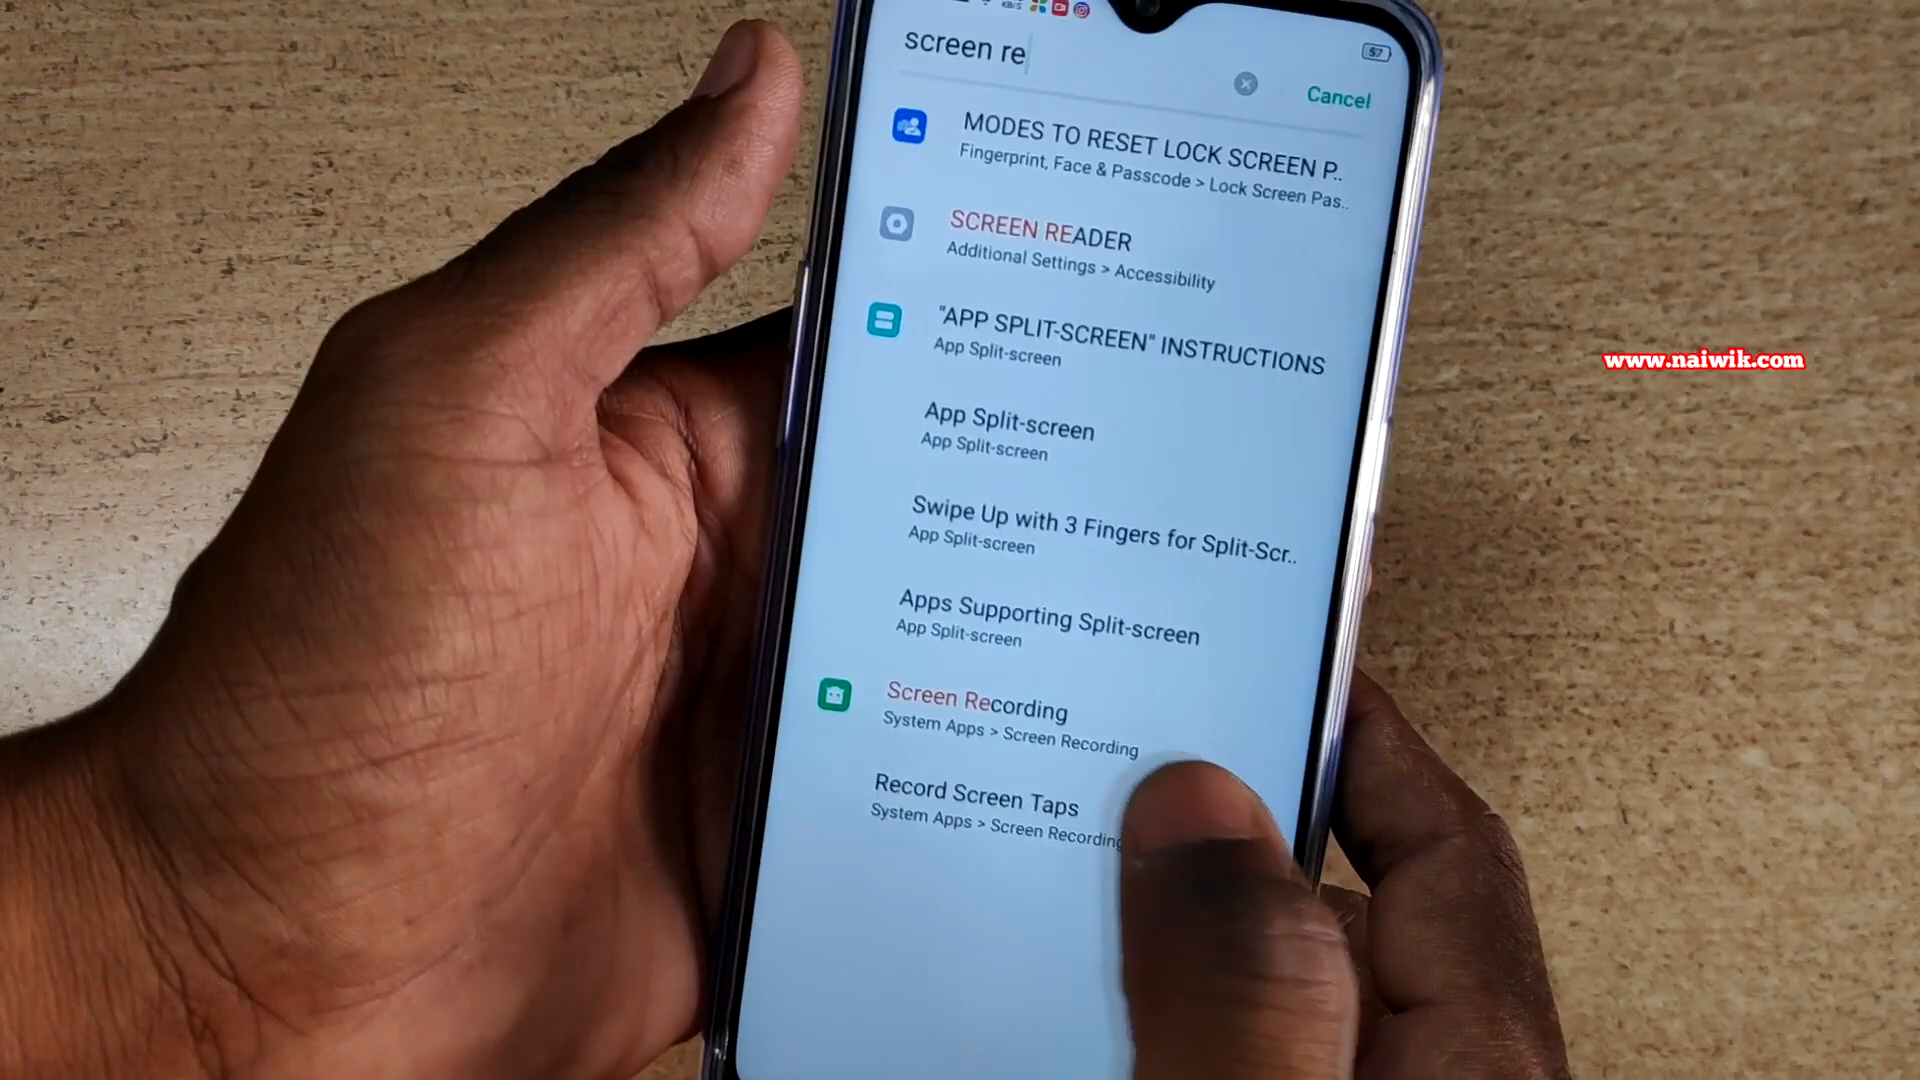 KB/S
57
screen re
Cancel
MODES TO RESET LOCK SCREEN P..
Fingerprint, Face & Passcode > Lock Screen Pas..
SCREEN READER
Additional Settings > Accessibility
"APP SPLIT-SCREEN" INSTRUCTIONS
App Split-screen
App Split-screen
App Split-screen
Swipe Up with 3 Fingers for Split-Scr..
App Split-screen
Apps Supporting Split-screen
App Split-screen
Screen Recording
System Apps > Screen Recording
Record Screen Taps
System Apps > Screen Recording
www.naiwik.com